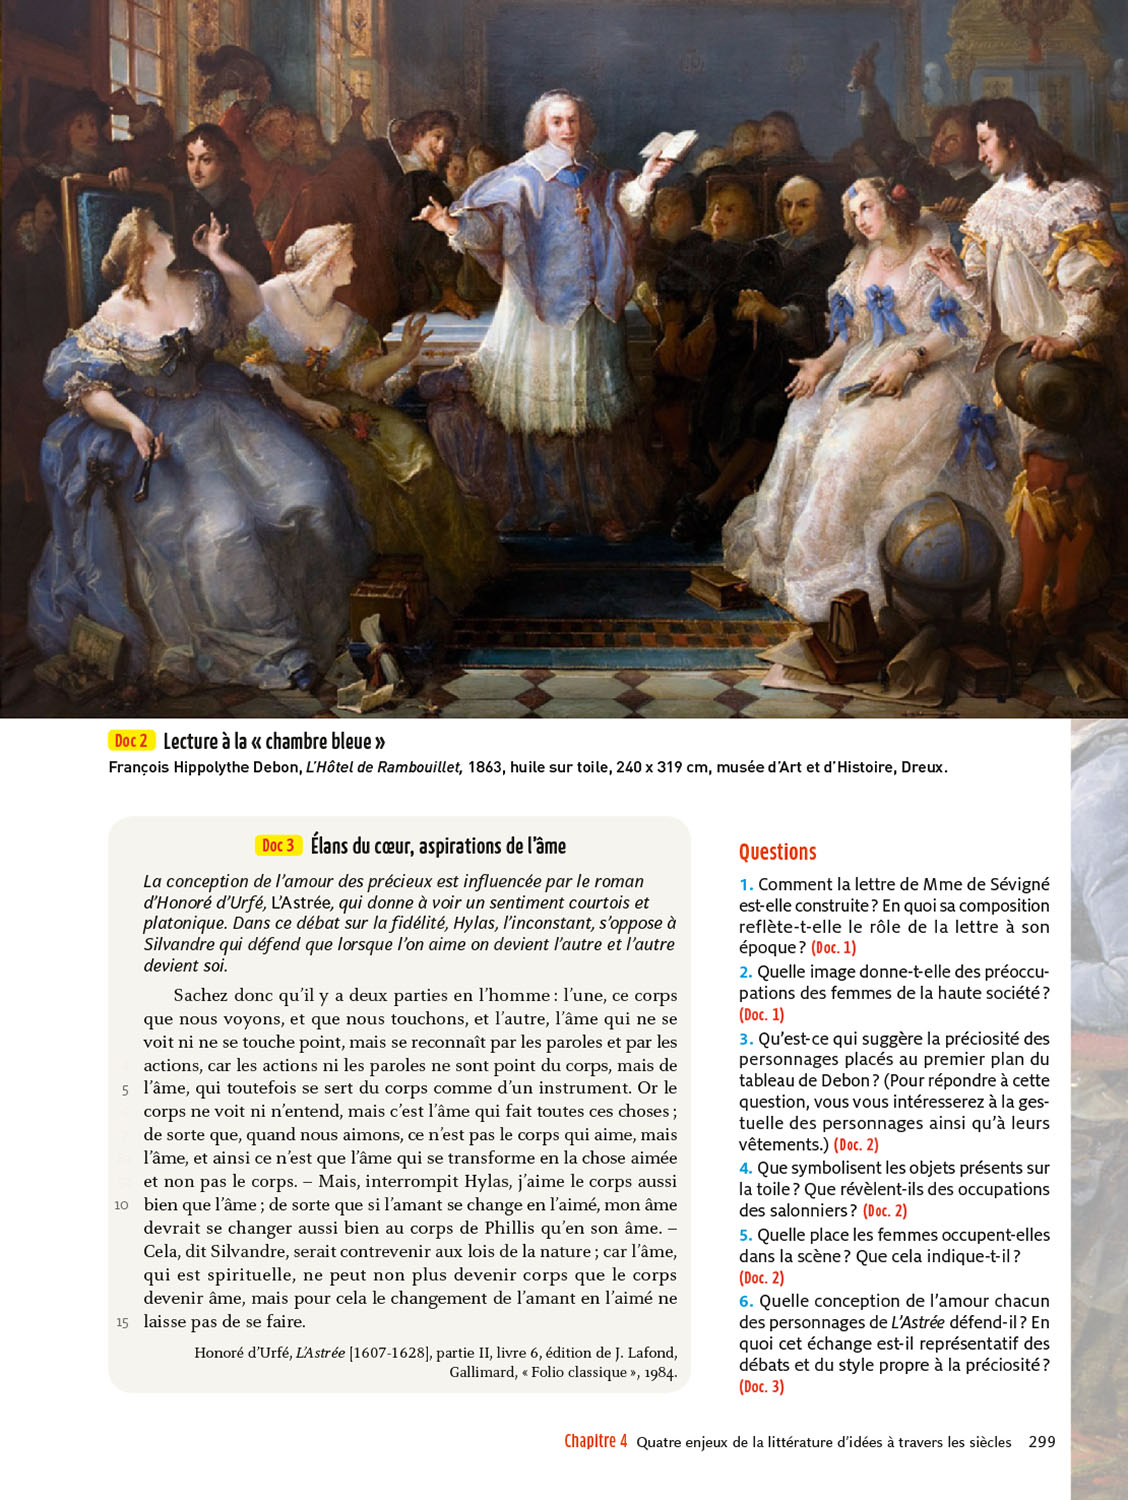 Doc 2 Lecture à la « chambre bleue »
François Hippolythe Debon, L’Hôtel de Rambouillet, 1863, huile sur toile, 240 x 319 cm, musée d’Art et d’Histoire, Dreux.
Doc 3 Élans du cœur, aspirations de l’âme
La conception de l’amour des précieux est influencée par le roman
d’Honoré d’Urfé, L’Astrée, qui donne à voir un sentiment courtois et
platonique. Dans ce débat sur la fidélité, Hylas, l’inconstant, s’oppose à
Silvandre qui défend que lorsque l’on aime on devient l’autre et l’autre
devient soi.
Sachez donc qu’il y a deux parties en l’homme : l’une, ce corps
que nous voyons, et que nous touchons, et l’autre, l’âme qui ne se
voit ni ne se touche point, mais se reconnaît par les paroles et par les
actions, car les actions ni les paroles ne sont point du corps, mais de
5 l’âme, qui toutefois se sert du corps comme d’un instrument. Or le
corps ne voit ni n’entend, mais c’est l’âme qui fait toutes ces choses ;
de sorte que, quand nous aimons, ce n’est pas le corps qui aime, mais
l’âme, et ainsi ce n’est que l’âme qui se transforme en la chose aimée
et non pas le corps. – Mais, interrompit Hylas, j’aime le corps aussi
10 bien que l’âme ; de sorte que si l’amant se change en l’aimé, mon âme
devrait se changer aussi bien au corps de Phillis qu’en son âme. –
Cela, dit Silvandre, serait contrevenir aux lois de la nature ; car l’âme,
qui est spirituelle, ne peut non plus devenir corps que le corps
devenir âme, mais pour cela le changement de l’amant en l’aimé ne
15 laisse pas de se faire.
Honoré d’Urfé, L’Astrée [1607-1628], partie II, livre 6, édition de J. Lafond,
Gallimard, « Folio classique », 1984.
Questions
1. Comment la lettre de Mme de Sévigné
est-elle construite ? En quoi sa composition
reflète-t-elle le rôle de la lettre à son
époque ? (Doc. 1)
2. Quelle image donne-t-elle des préoccu-
pations des femmes de la haute société ?
(Doc. 1)
3. Qu’est-ce qui suggère la préciosité des
personnages placés au premier plan du
tableau de Debon ? (Pour répondre à cette
question, vous vous intéresserez à la ges-
tuelle des personnages ainsi qu’à leurs
vêtements.) (Doc. 2)
4. Que symbolisent les objets présents sur
la toile ? Que révèlent-ils des occupations
des salonniers ? (Doc. 2)
5. Quelle place les femmes occupent-elles
dans la scène ? Que cela indique-t-il ?
(Doc. 2)
6. Quelle conception de l’amour chacun
des personnages de L’Astrée défend-il ? En
quoi cet échange est-il représentatif des
débats et du style propre à la préciosité ?
(Doc. 3)
Chapitre 4 Quatre enjeux de la littérature d’idées à travers les siècles 299